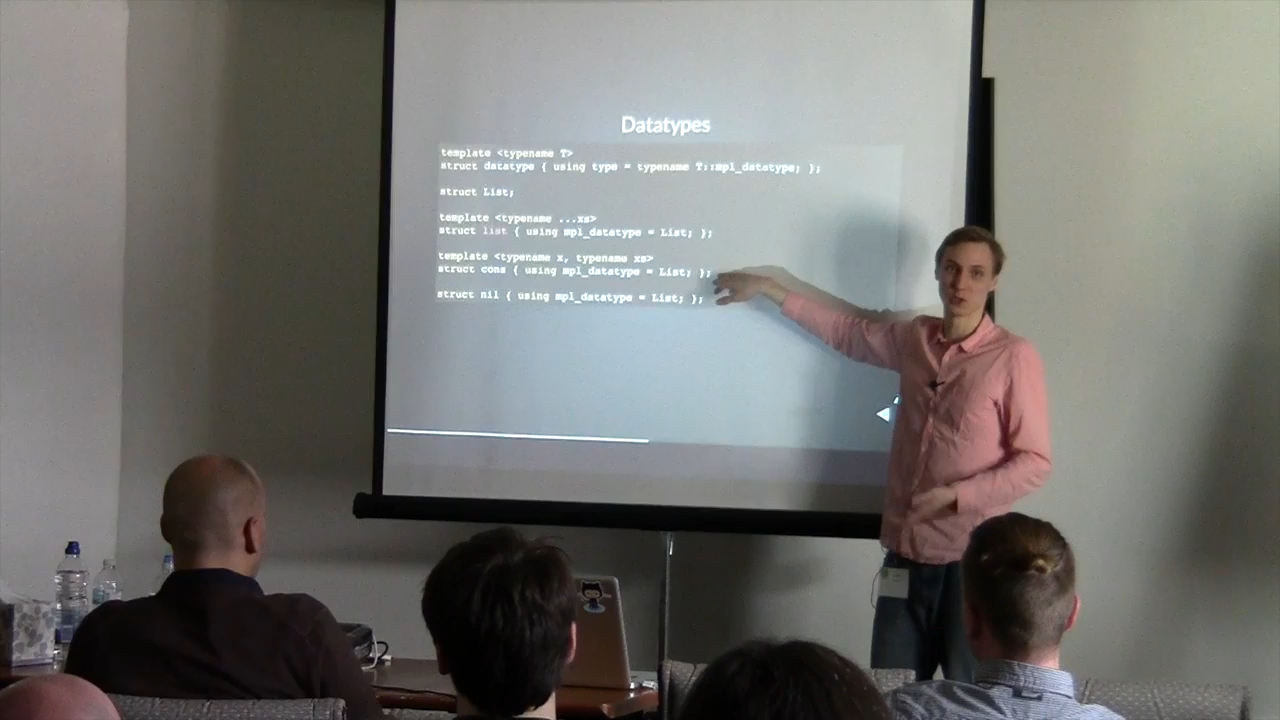 Datatypes
template <typename T>
struct datatype { using type = typename T::mpl_datatype; };
struct List;
template <typename ...xs>
struct list { using mpl_datatype = List; };
template <typename x, typename xs>
struct cons { using mpl_datatype = List; };
struct nil { using mpl_datatype = List; };